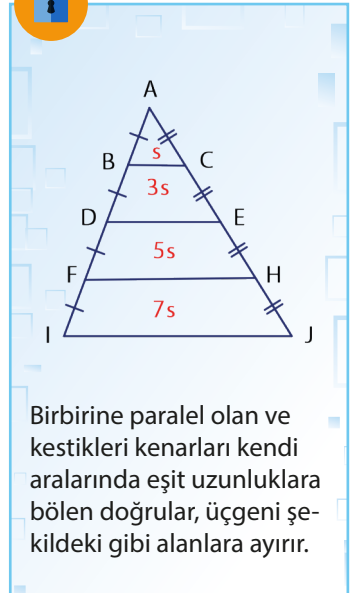 A
B s C
3s
D E
5s
F H
7s
I J
Birbirine paralel olan ve
kestikleri kenarları kendi
aralarında eşit uzunluklara
bölen doğrular, üçgeni şe-
kildeki gibi alanlara ayırır.